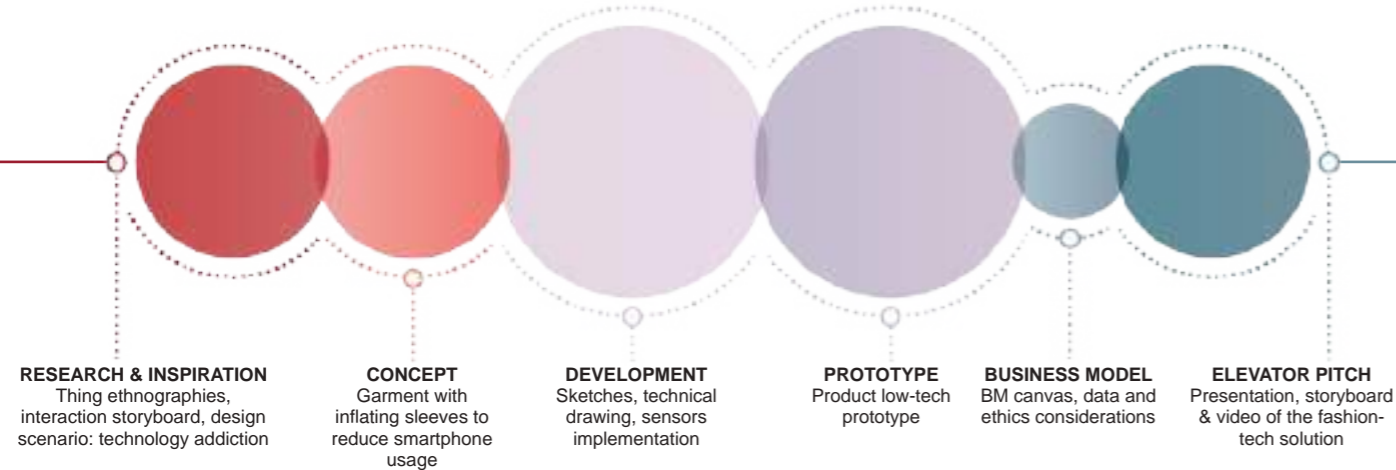 RESEARCH & INSPIRATION
Thing ethnographies,
interaction storyboard, design
scenario: technology addiction
CONCEPT
Garment with
inflating sleeves to
reduce smartphone
usage
DEVELOPMENT
Sketches, technical
drawing, sensors
implementation
PROTOTYPE
Product low-tech
prototype
BUSINESS MODEL
BM canvas, data and
ethics considerations
ELEVATOR PITCH
Presentation, storyboard
& video of the fashion-
tech solution